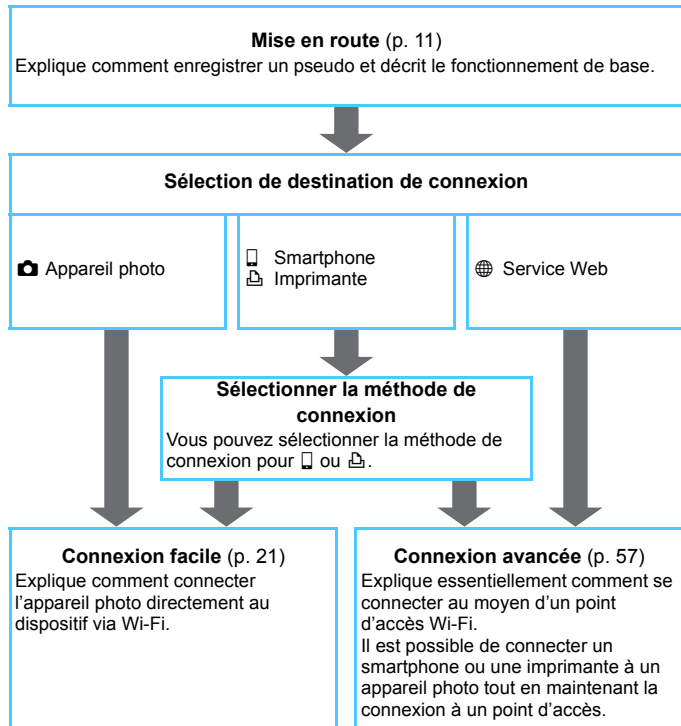 Mise en route (p. 11)
Explique comment enregistrer un pseudo et décrit le fonctionnement de base.
Sélection de destination de connexion
Appareil photo
Smartphone
Imprimante
Service Web
Sélectionner la méthode de
connexion
Vous pouvez sélectionner la méthode de
connexion pour ou .
Connexion facile (p. 21)
Explique comment connecter
l'appareil photo directement au
dispositif via Wi-Fi.
Connexion avancée (p. 57)
Explique essentiellement comment se
connecter au moyen d'un point
d'accès Wi-Fi.
Il est possible de connecter un
smartphone ou une imprimante à un
appareil photo tout en maintenant la
connexion à un point d'accès.